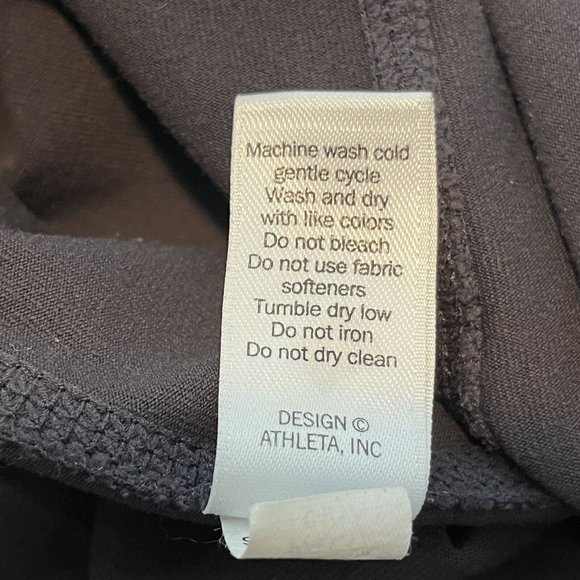 Machine wash cold
gentle cycle
Wash and dry
with like colors
Do not bleach
Do not use fabric
softeners
Tumble dry low
Do not iron
Do not dry clean
DESIGN ©
ATHLETA, INC